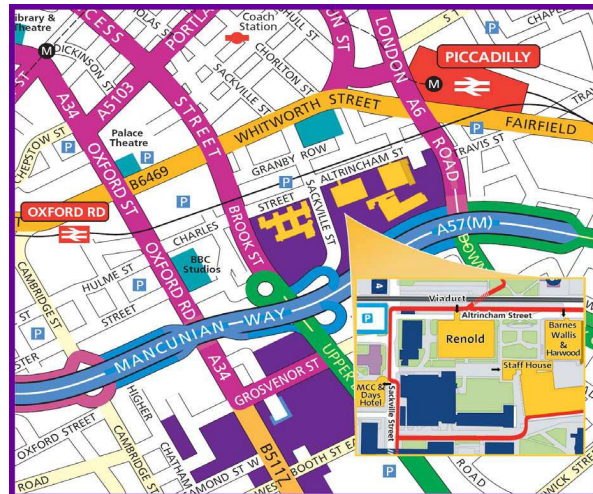 Library &
Theatre
M
DICKINSON ST
A34
A5103
PORTLAND
STREET
Coach
Station
SACKVILLE
CHORLTON ST
LONDON
A6
ROAD
M
PICCADILLY
WHITWORTH STREET
FAIRFIELD
TRAVIS ST
CHEPSTOW ST
P
Palace
Theatre
B6469
OXFORD ST
GRANBY ROW
ALTRINCHAM ST
OXFORD RD
CHARLES
STREET
SACKVILLE ST
BROOK ST
A57(M)
HULME ST
BBC
Studios
OXFORD RD
CAMBRIDGE ST
STREET
MANCUNIAN WAY
A34
GROSVENOR ST
UPPER
HIGHER
CAMBRIDGE ST
CHATHAM
OXFORD STREET
ROAD
B5117
BOOTH ST
ROAD
Viaduct
Altrincham Street
P
Renold
Barnes
Wallis &
Harwood
Staff House
MCC &
Days
Hotel
Sackville Street